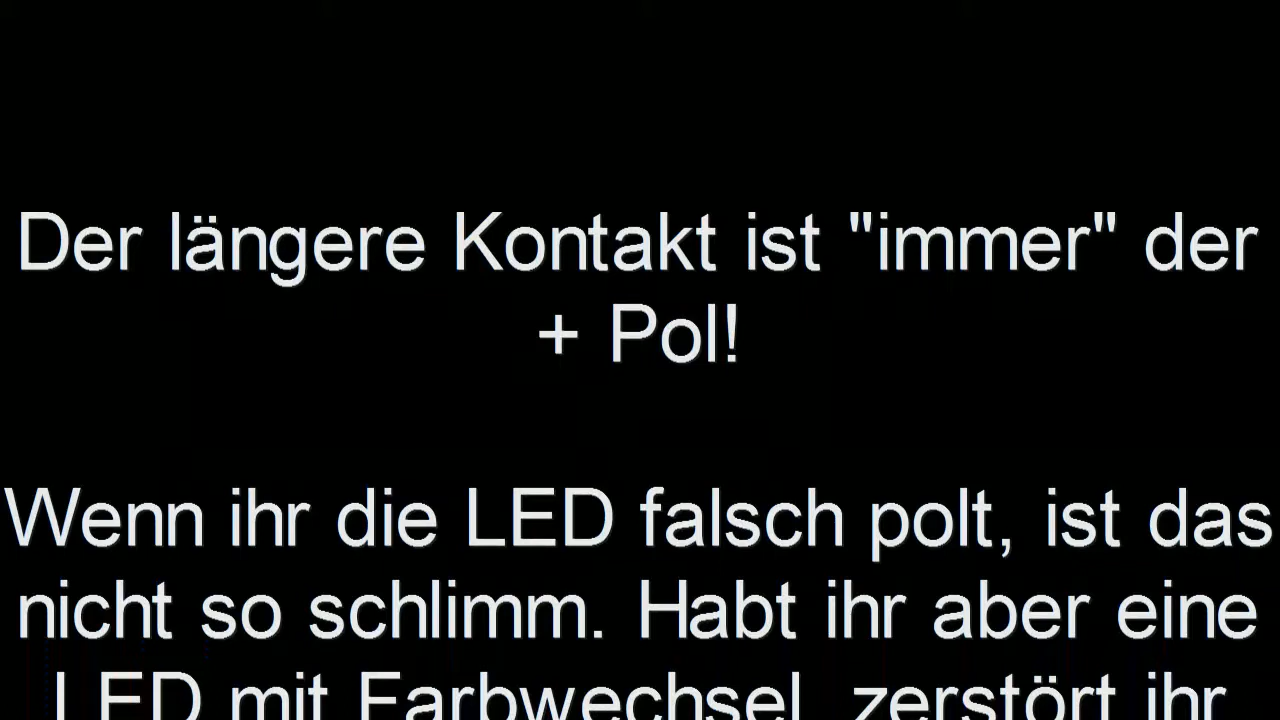 Der längere Kontakt ist "immer" der
+ Pol!
Wenn ihr die LED falsch polt, ist das
nicht so schlimm. Habt ihr aber eine
LED mit Farbwechsel, zerstört ihr